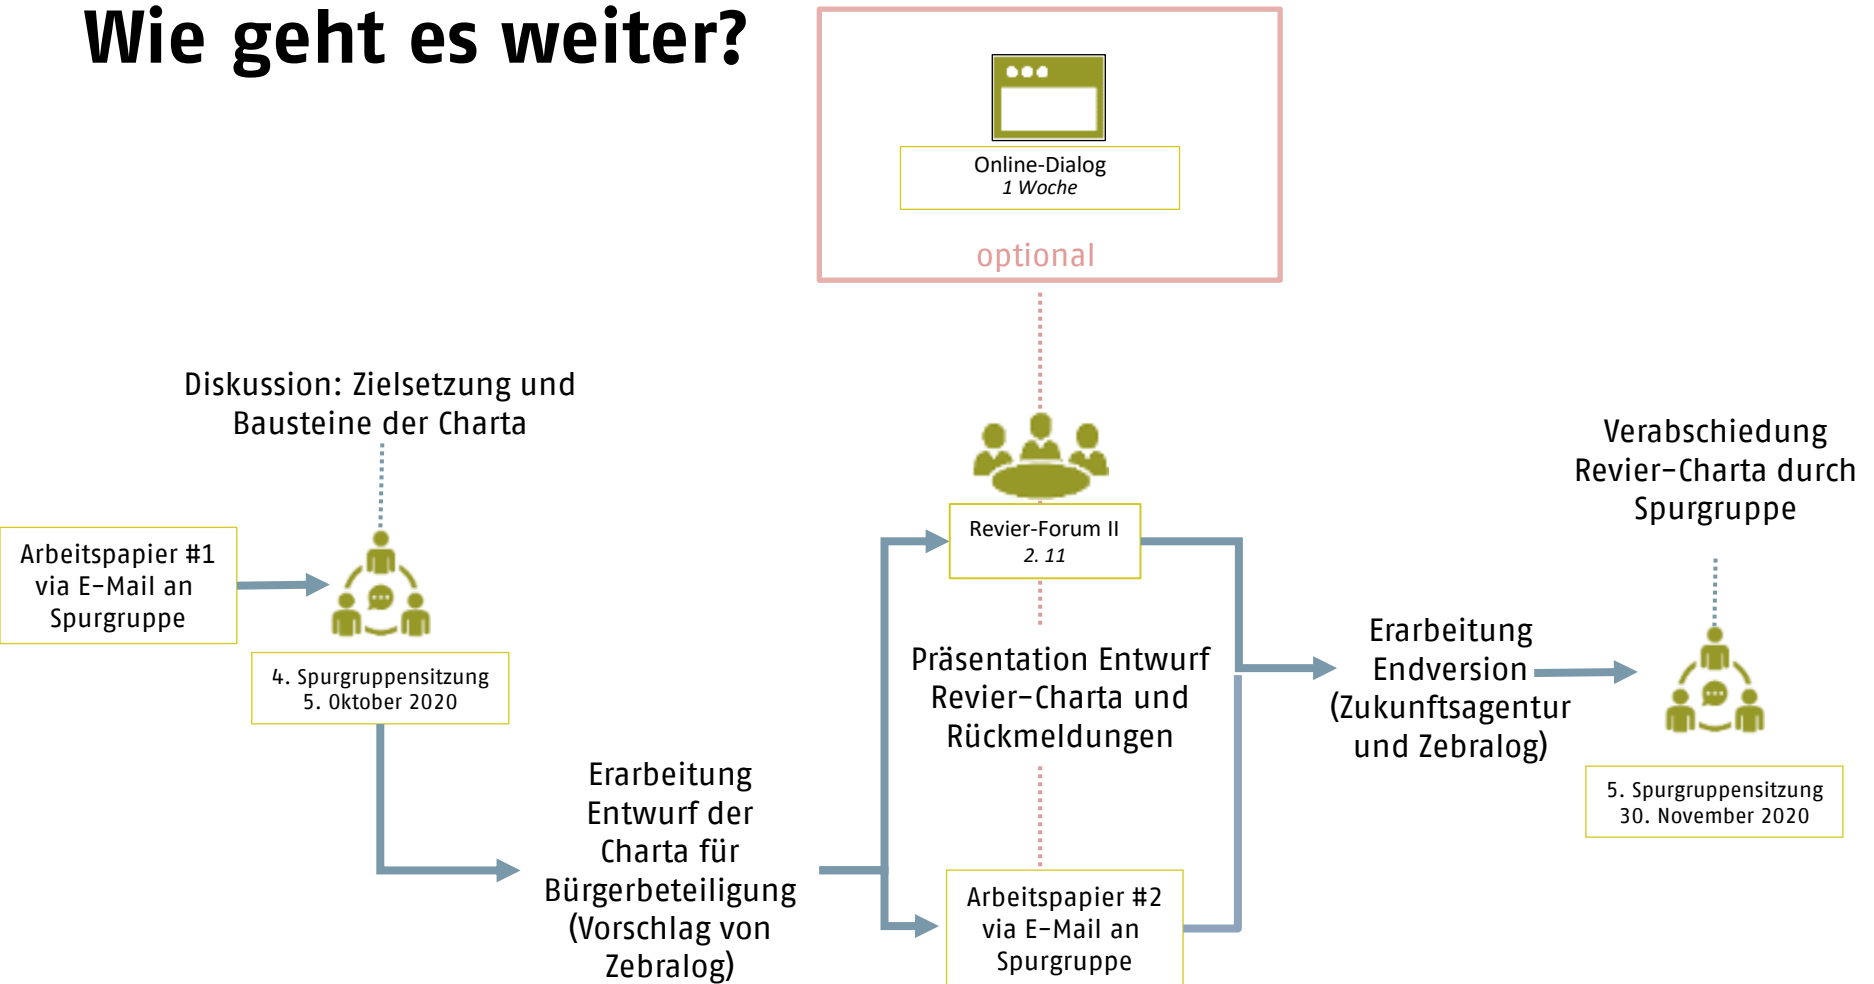 Wie geht es weiter?
Online-Dialog
1 Woche
optional
Diskussion: Zielsetzung und
Bausteine der Charta
Arbeitspapier #1
via E-Mail an
Spurgruppe
4. Spurgruppensitzung
5. Oktober 2020
Erarbeitung
Entwurf der
Charta für
Bürgerbeteiligung
(Vorschlag von
Zebralog)
Revier-Forum II
2. 11
Präsentation Entwurf
Revier-Charta und
Rückmeldungen
Arbeitspapier #2
via E-Mail an
Spurgruppe
Erarbeitung
Endversion
(Zukunftsagentur
und Zebralog)
Verabschiedung
Revier-Charta durch
Spurgruppe
5. Spurgruppensitzung
30. November 2020